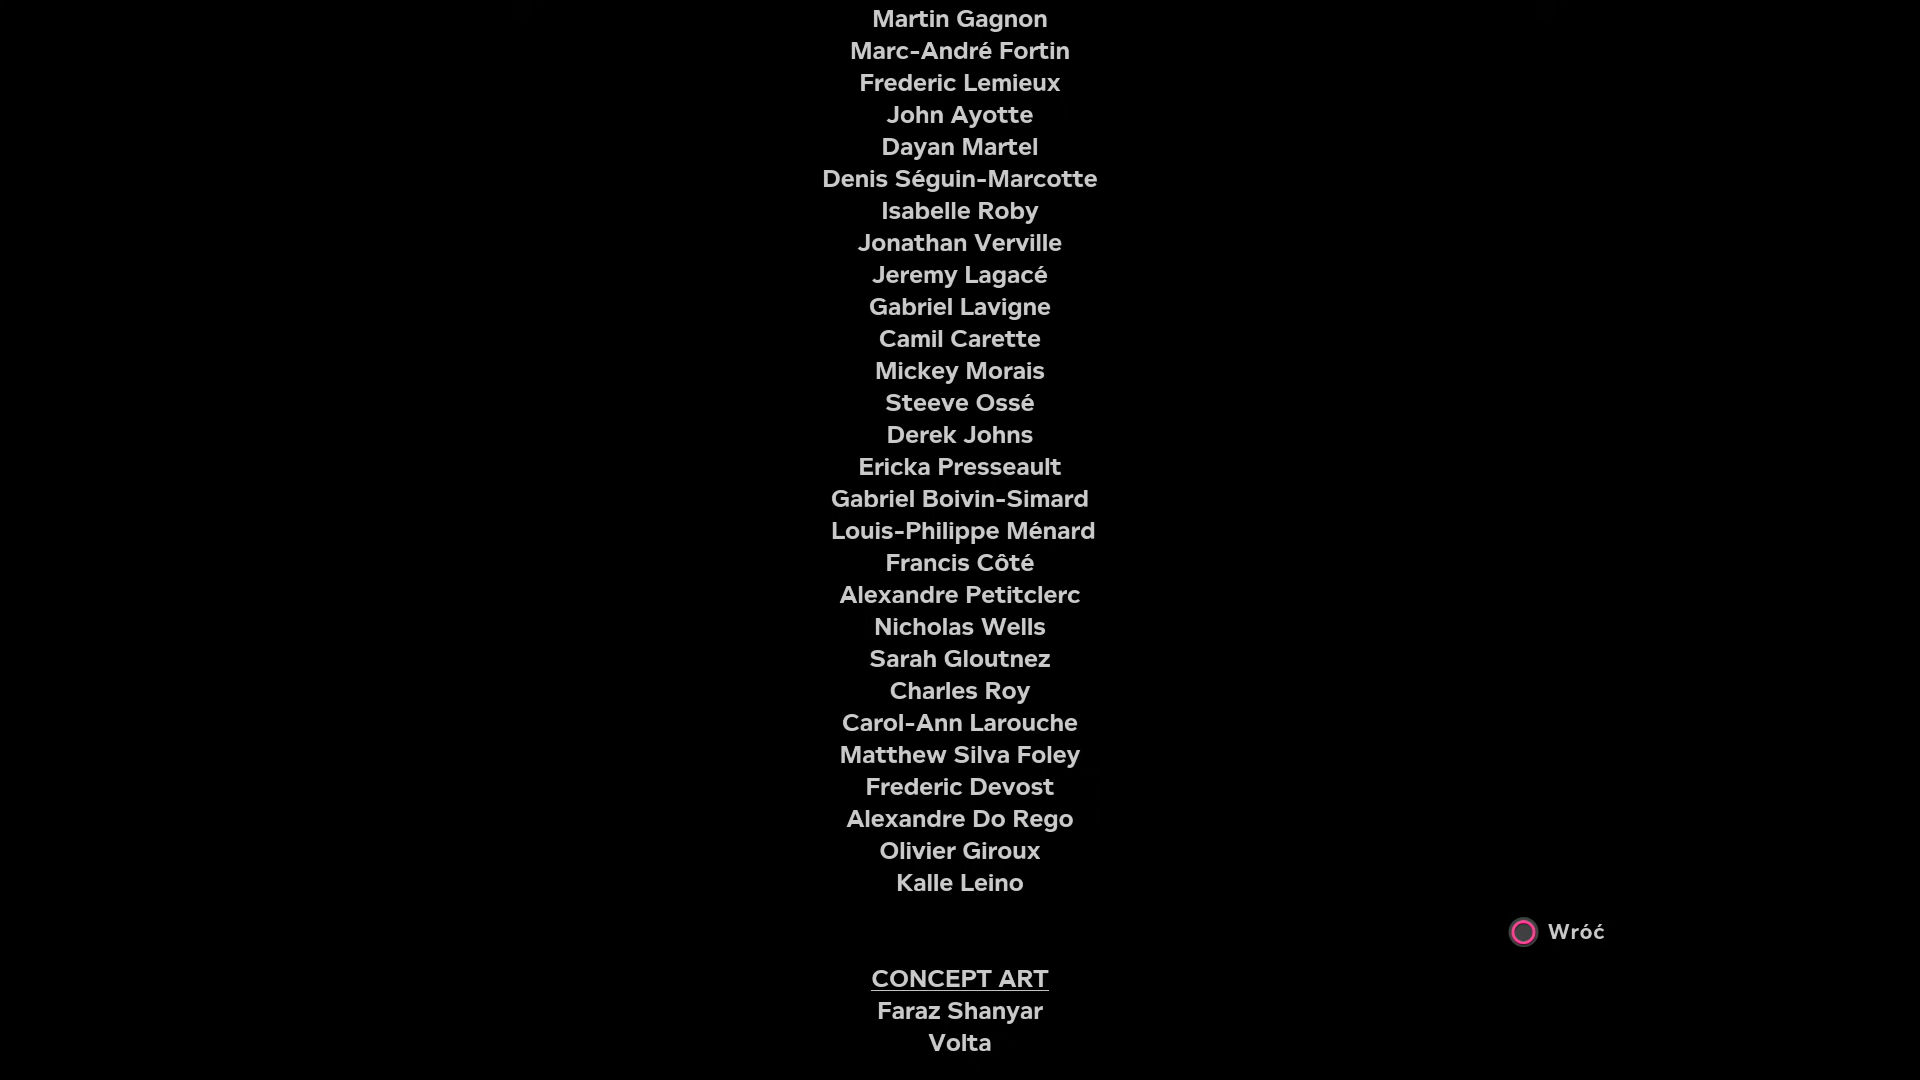 Martin Gagnon
Marc-André Fortin
Frederic Lemieux
John Ayotte
Dayan Martel
Denis Séguin-Marcotte
Isabelle Roby
Jonathan Verville
Jeremy Lagacé
Gabriel Lavigne
Camil Carette
Mickey Morais
Steeve Ossé
Derek Johns
Ericka Presseault
Gabriel Boivin-Simard
Louis-Philippe Ménard
Francis Côté
Alexandre Petitclerc
Nicholas Wells
Sarah Gloutnez
Charles Roy
Carol-Ann Larouche
Matthew Silva Foley
Frederic Devost
Alexandre Do Rego
Olivier Giroux
Kalle Leino
Wróć
CONCEPT ART
Faraz Shanyar
Volta